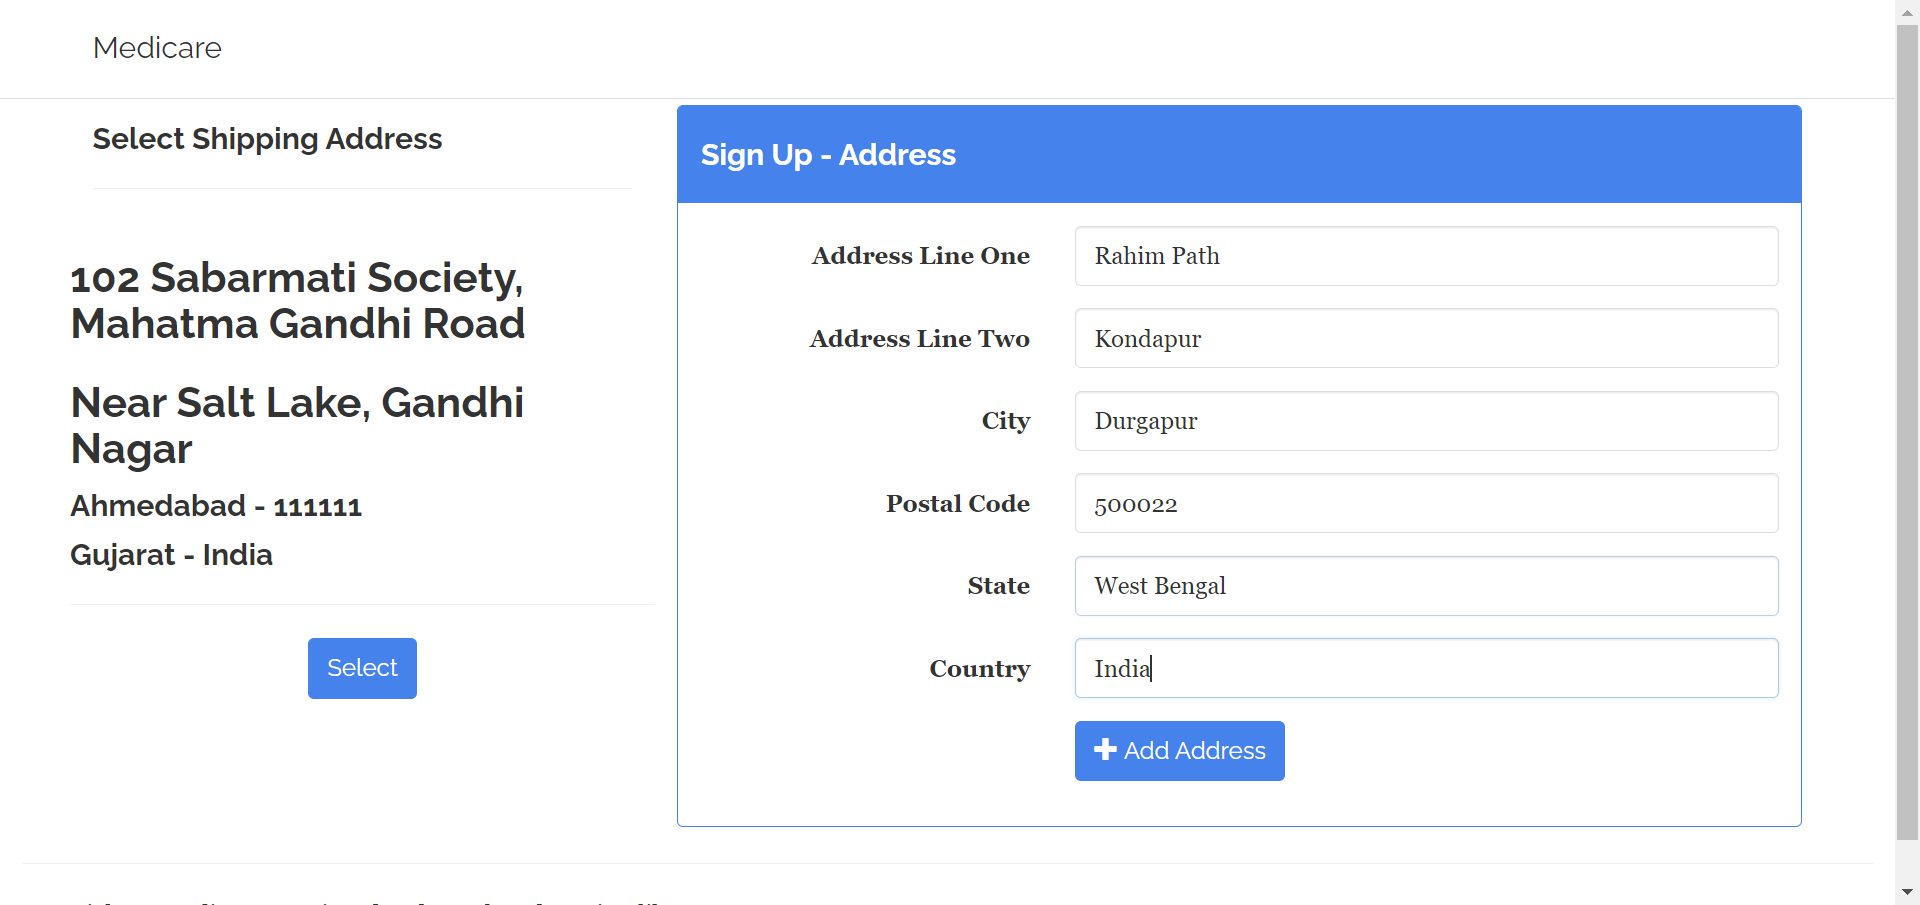 Medicare
Select Shipping Address
102 Sabarmati Society,
Mahatma Gandhi Road
Near Salt Lake, Gandhi
Nagar
Ahmedabad - 111111
Gujarat - India
Select
Sign Up - Address
Address Line One
Rahim Path
Address Line Two
Kondapur
City
Durgapur
Postal Code
500022
State
West Bengal
Country
India
Add Address